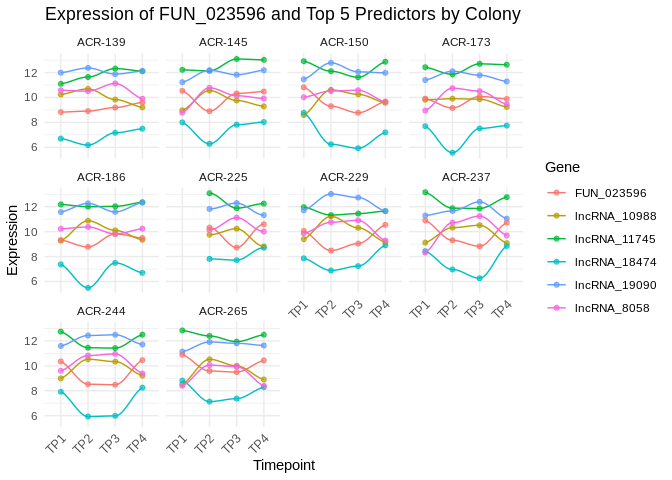 Expression of FUN_023596 and Top 5 Predictors by Colony
ACR-139 ACR-145 ACR-150 ACR-173
12
10
8
6
ACR-186 ACR-225 ACR-229 ACR-237
12
10
8
6
TP1 TP2 TP3 TP4 TP1 TP2 TP3 TP4
ACR-244 ACR-265
12
10
8
6
TP1 TP2 TP3 TP4 TP1 TP2 TP3 TP4
Expression
Timepoint
Gene
FUN_023596
lncRNA_10988
lncRNA_11745
lncRNA_18474
lncRNA_19090
lncRNA_8058